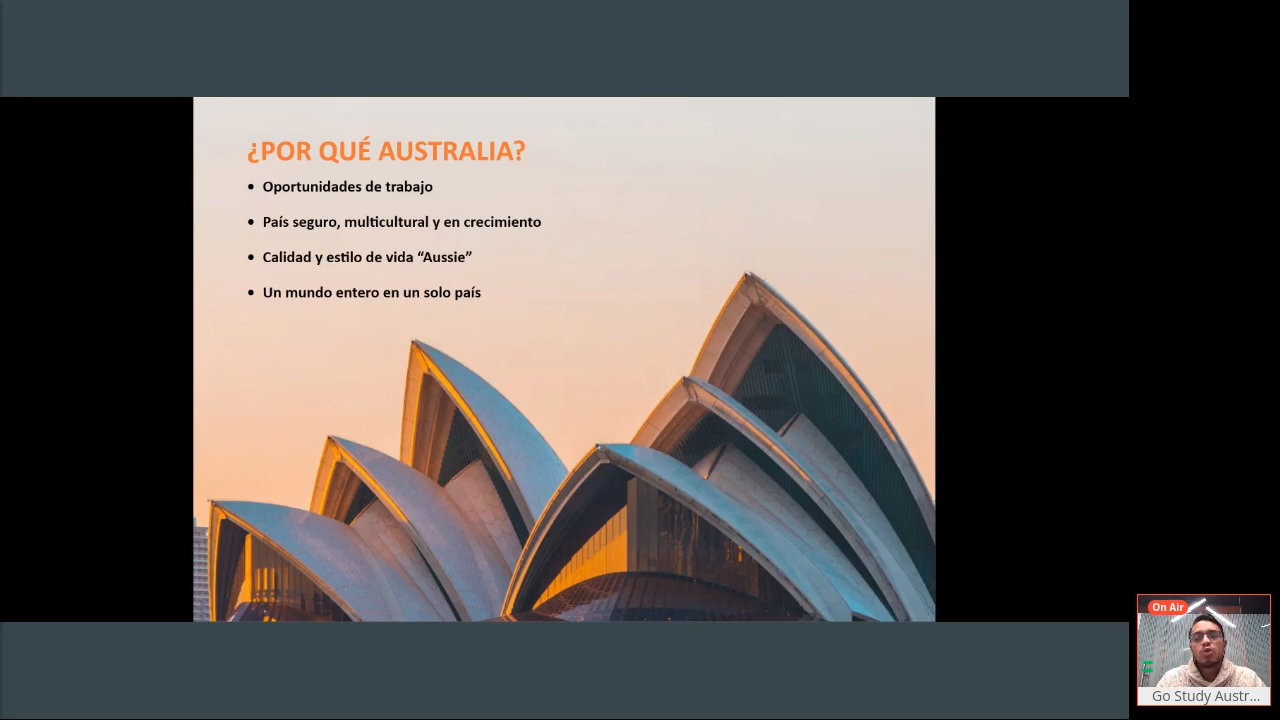 ¿POR QUÉ AUSTRALIA?
• Oportunidades de trabajo
• País seguro, multicultural y en crecimiento
• Calidad y estilo de vida “Aussie”
• Un mundo entero en un solo país
On Air
Go Study Austr...